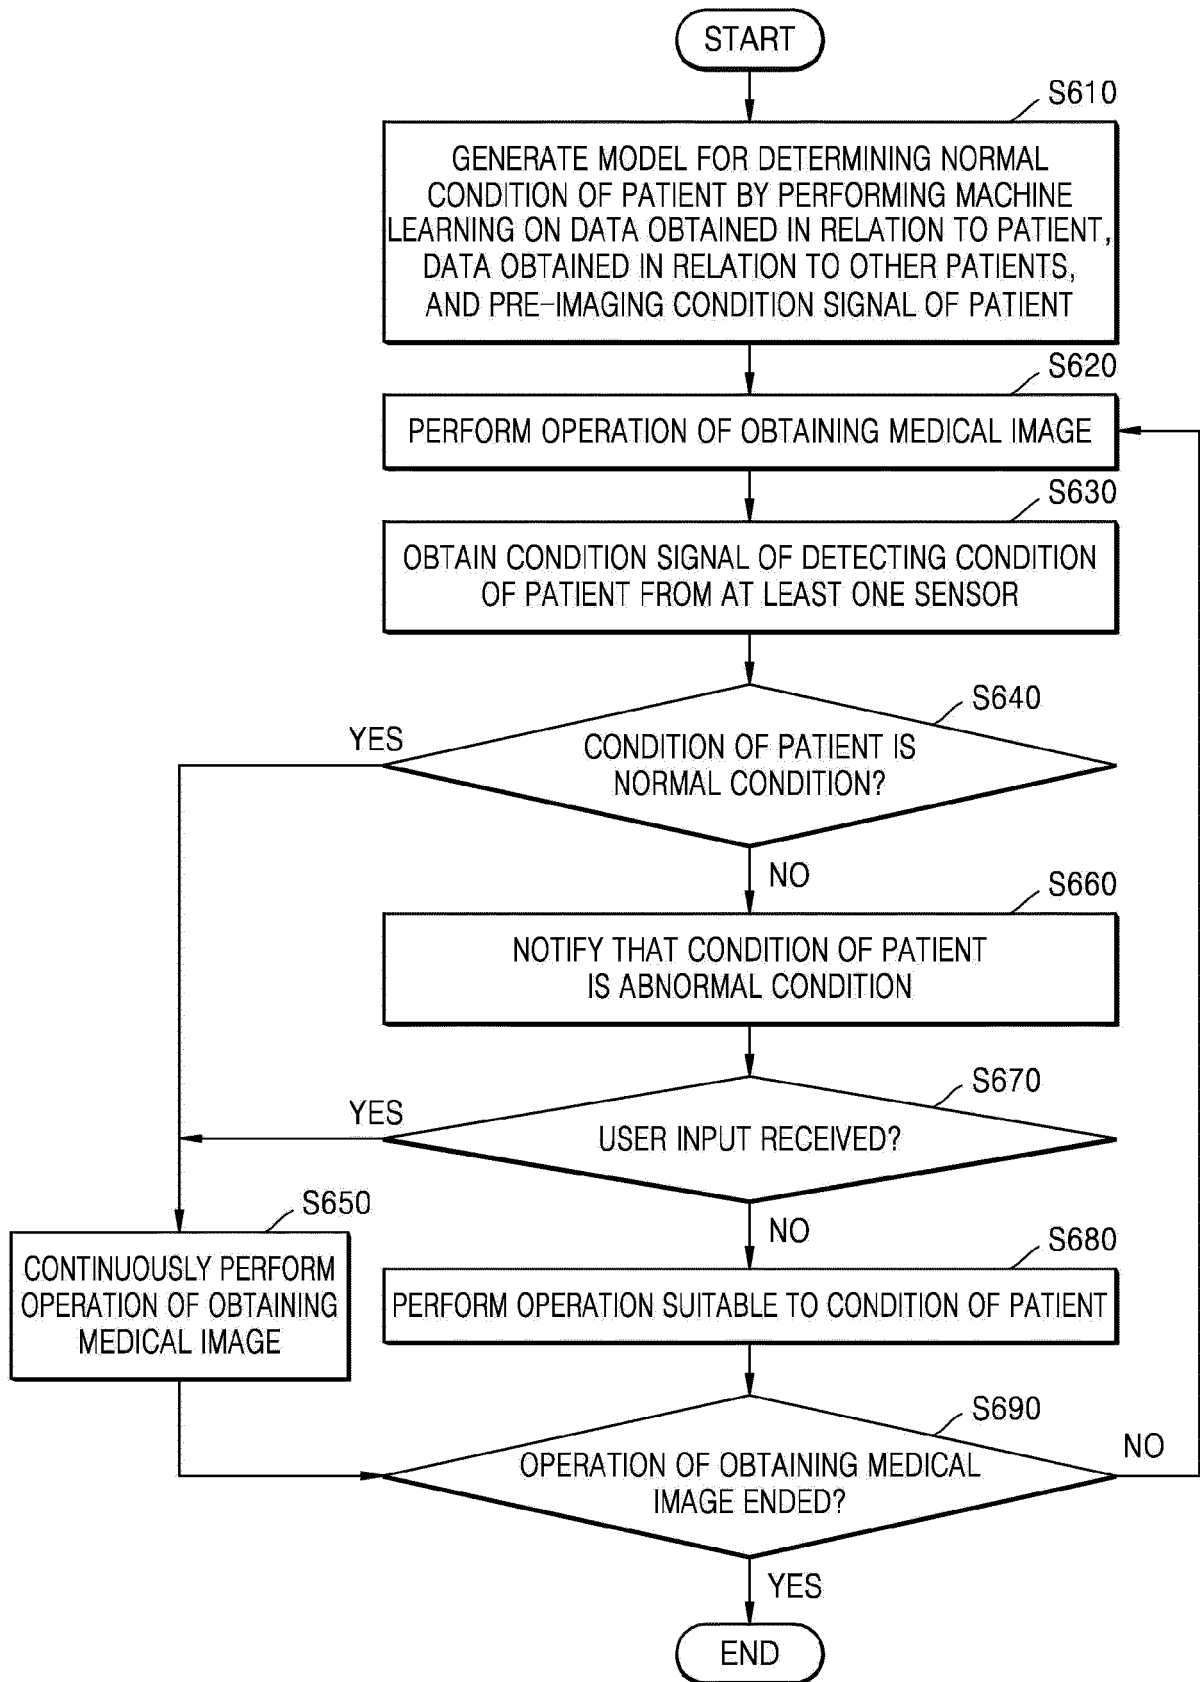 START
S610
GENERATE MODEL FOR DETERMINING NORMAL
CONDITION OF PATIENT BY PERFORMING MACHINE
LEARNING ON DATA OBTAINED IN RELATION TO PATIENT,
DATA OBTAINED IN RELATION TO OTHER PATIENTS,
AND PRE-IMAGING CONDITION SIGNAL OF PATIENT
S620
PERFORM OPERATION OF OBTAINING MEDICAL IMAGE
S630
OBTAIN CONDITION SIGNAL OF DETECTING CONDITION
OF PATIENT FROM AT LEAST ONE SENSOR
S640
YES
CONDITION OF PATIENT IS
NORMAL CONDITION?
NO
S660
NOTIFY THAT CONDITION OF PATIENT
IS ABNORMAL CONDITION
S670
YES
USER INPUT RECEIVED?
S650
NO
CONTINUOUSLY PERFORM
OPERATION OF OBTAINING
MEDICAL IMAGE
S680
PERFORM OPERATION SUITABLE TO CONDITION OF PATIENT
S690
NO
OPERATION OF OBTAINING MEDICAL
IMAGE ENDED?
YES
END